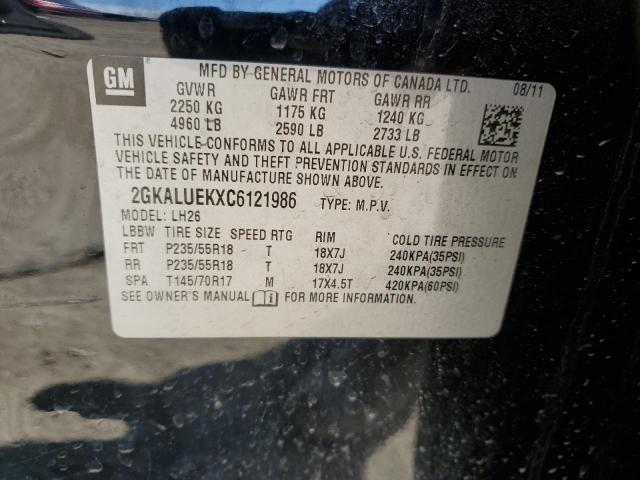 GM
MFD BY GENERAL MOTORS OF CANADA LTD. 08/11
GVWR GAWR FRT GAWR RR
2250 KG 1175 KG 1240 KG
4960 LB 2590 LB 2733 LB
THIS VEHICLE CONFORMS TO ALL APPLICABLE U.S. FEDERAL MOTOR
VEHICLE SAFETY AND THEFT PREVENTION STANDARDS IN EFFECT ON
THE DATE OF MANUFACTURE SHOWN ABOVE.
2GKALUEKXC6121986 TYPE: M.P.V.
MODEL: LH26
LBBW TIRE SIZE SPEED RTG RIM COLD TIRE PRESSURE
FRT P235/55R18 T 18X7J 240KPA(35PSI)
RR P235/55R18 T 18X7J 240KPA(35PSI)
SPA T145/70R17 M 17X4.5T 420KPA(60PSI)
SEE OWNER'S MANUAL FOR MORE INFORMATION